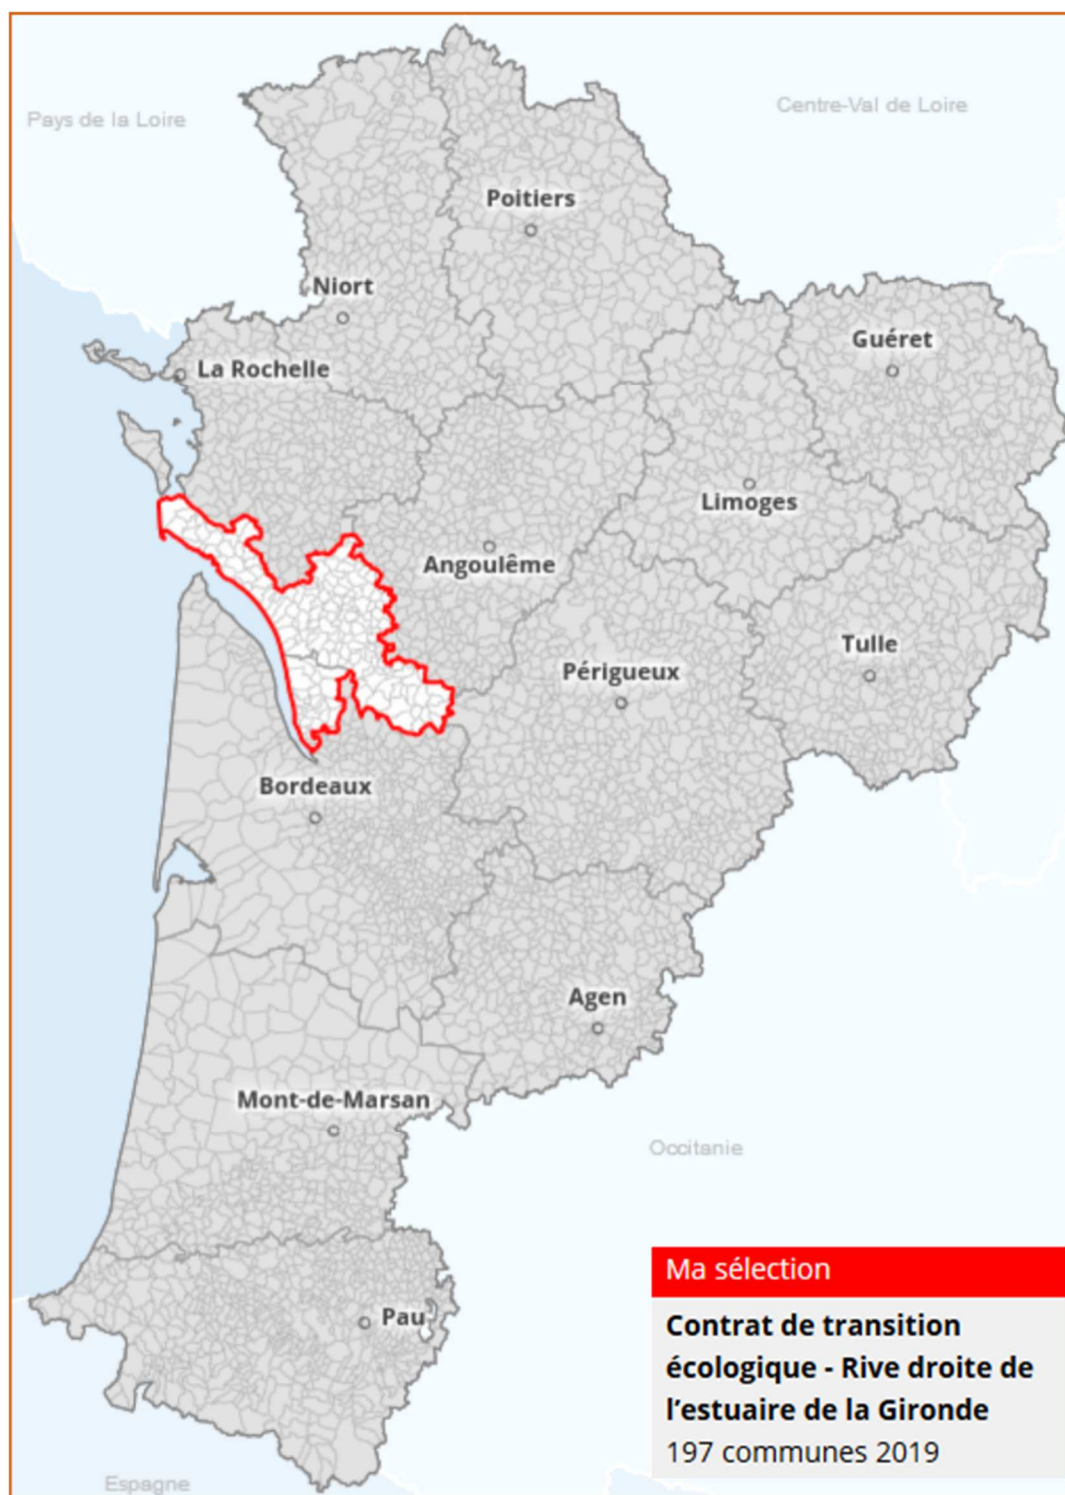 Pays de la Loire
Centre-Val de Loire
Poitiers
Niort
Guéret
La Rochelle
Limoges
Angoulême
Tulle
Périgueux
Bordeaux
Agen
Mont-de-Marsan
Occitanie
Pau
Espagne
Ma sélection
Contrat de transition
écologique - Rive droite de
l’estuaire de la Gironde
197 communes 2019